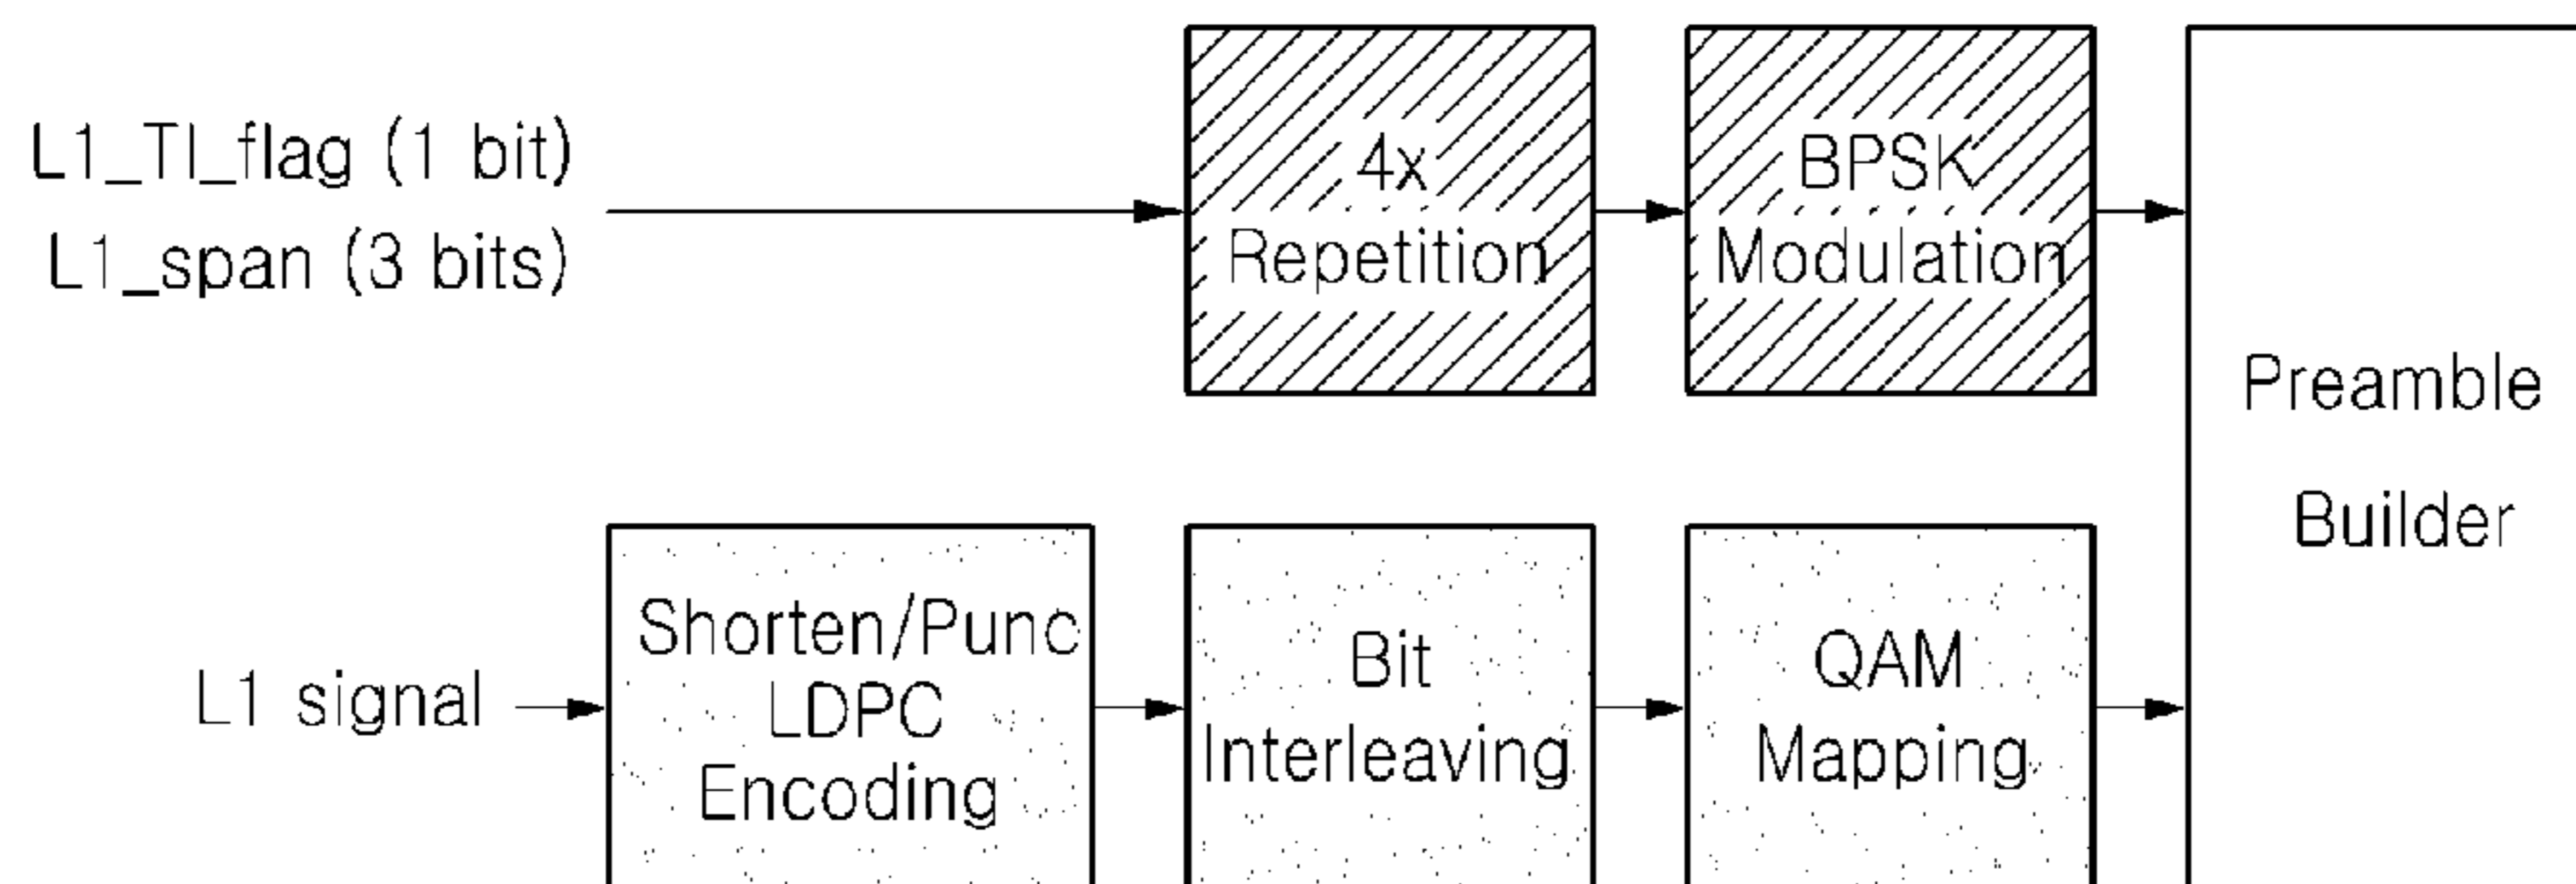 L1_TI_flag (1 bit)
L1_span (3 bits)
4x
Repetition
BPSK
Modulation
Preamble
Builder
L1 signal
Shorten/Punc
LDPC
Encoding
Bit
Interleaving
QAM
Mapping